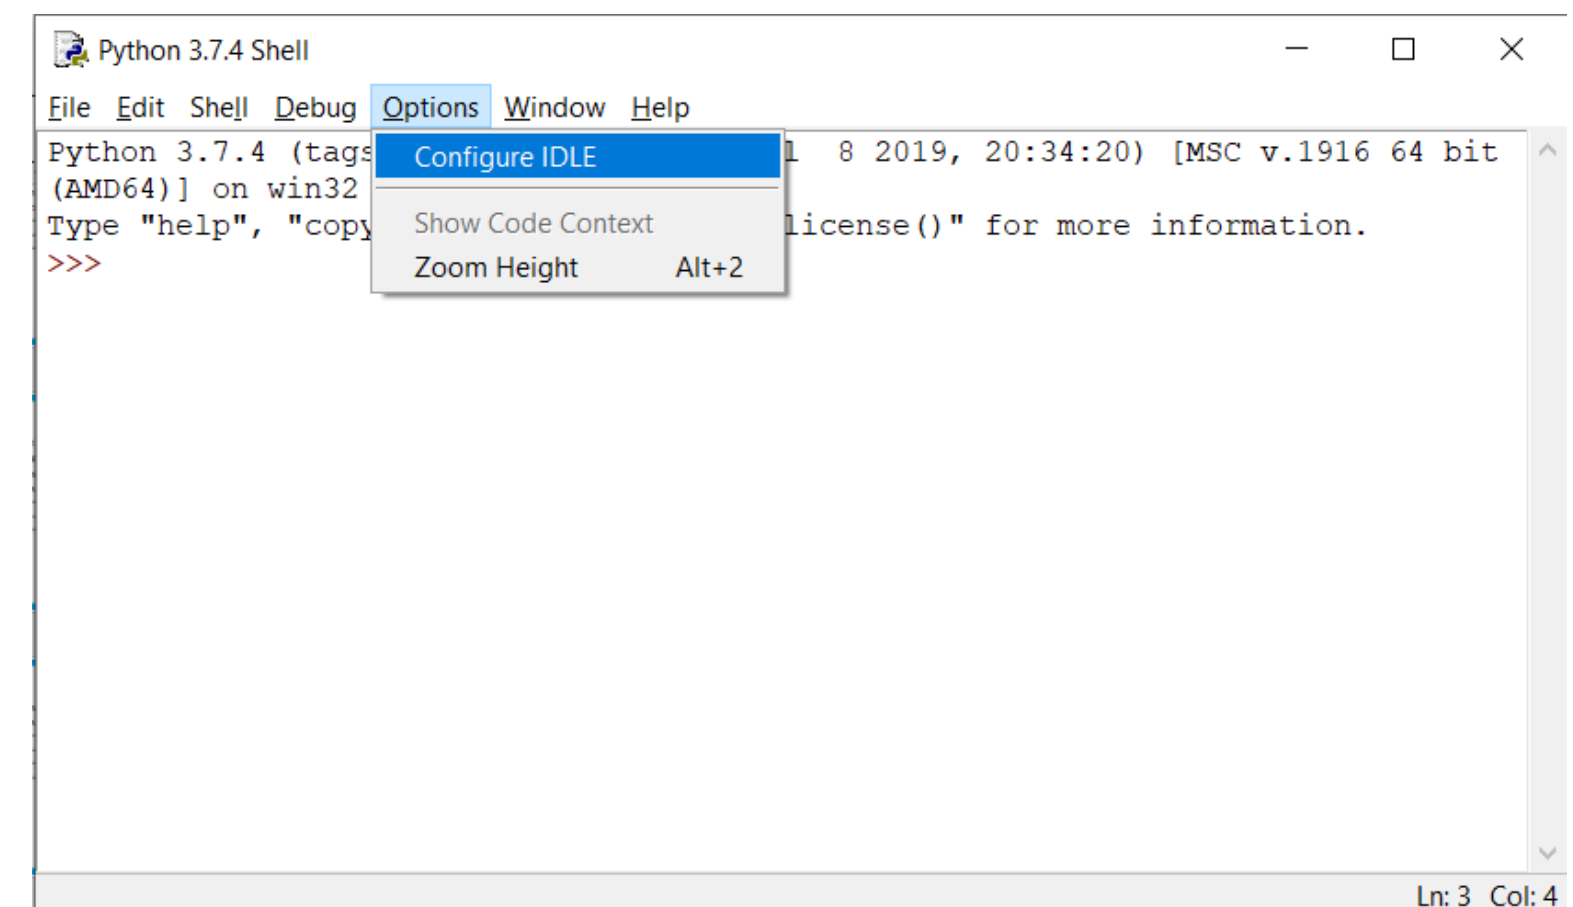 Python 3.7.4 Shell
File Edit Shell Debug Options Window Help
Python 3.7.4 (tags 8 2019, 20:34:20) [MSC v.1916 64 bit
(AMD64)] on win32
Type "help", "copy license()" for more information.
>>>
Configure IDLE
Show Code Context
Zoom Height Alt+2
Ln: 3 Col: 4